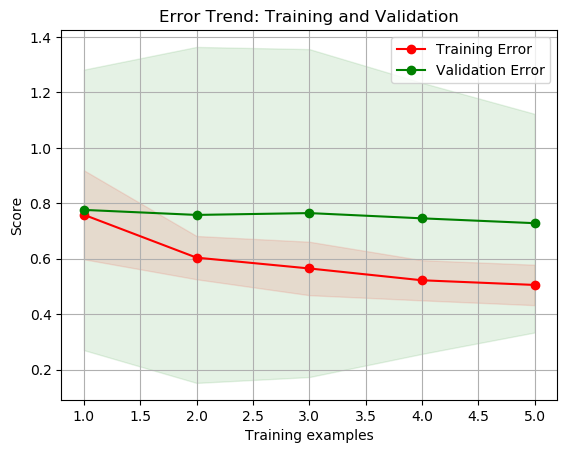 Error Trend: Training and Validation
Training Error
Validation Error
Score
1.4
1.2
1.0
0.8
0.6
0.4
0.2
1.0 1.5 2.0 2.5 3.0 3.5 4.0 4.5 5.0
Training examples